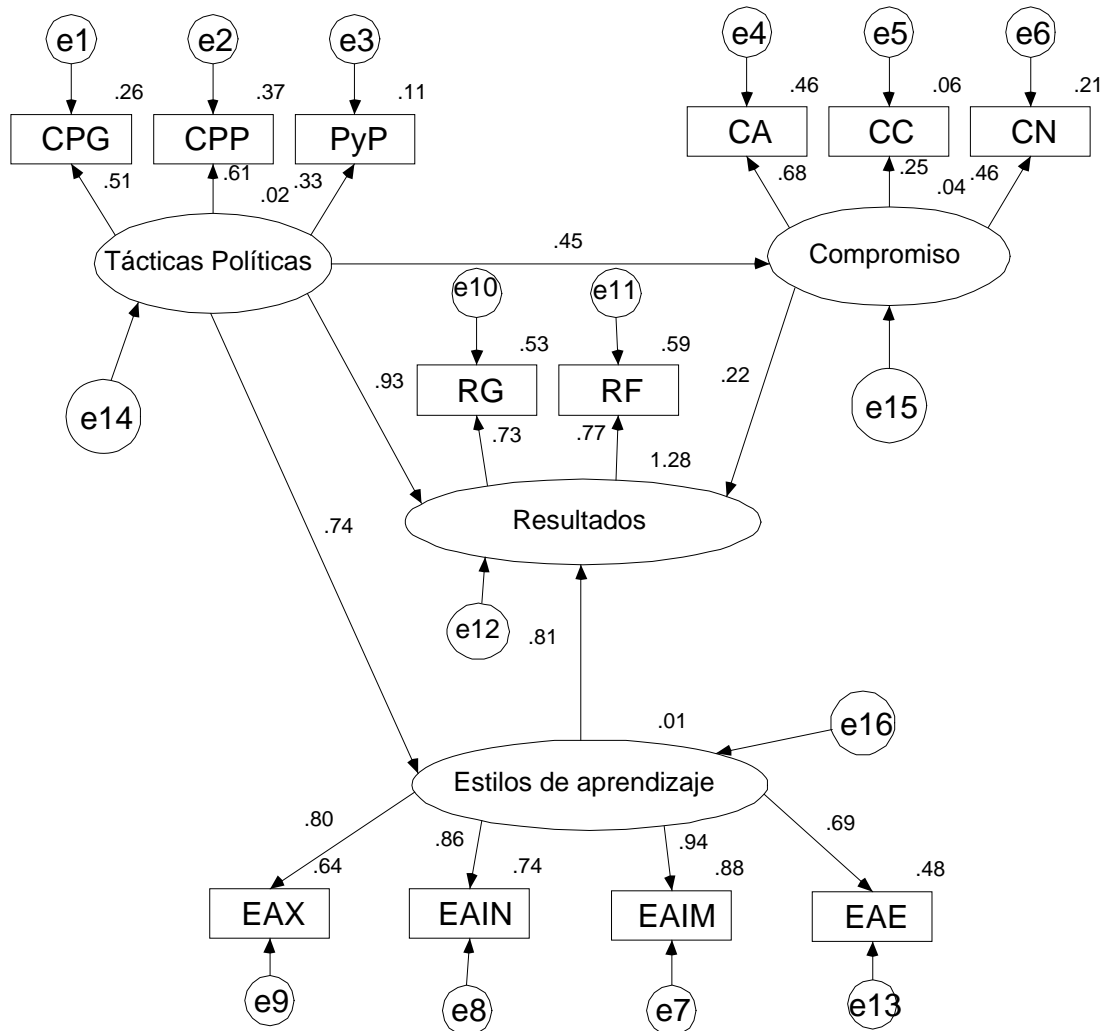 e1 e2 e3 e4 e5 e6
.26 .37 .11 .46 .06 .21
CPG CPP PyP CA CC CN
.51 .61 .02 .33 .68 .25 .04 .46
Tácticas Políticas .45 Compromiso
e10 e11
.53 .59
e14 .93 RG RF .22 e15
.73 .77
1.28
.74 Resultados
e12 .81
.01 e16
Estilos de aprendizaje
.80 .86 .94 .69
.64 .74 .88 .48
EAX EAIN EAIM EAE
e9 e8 e7 e13